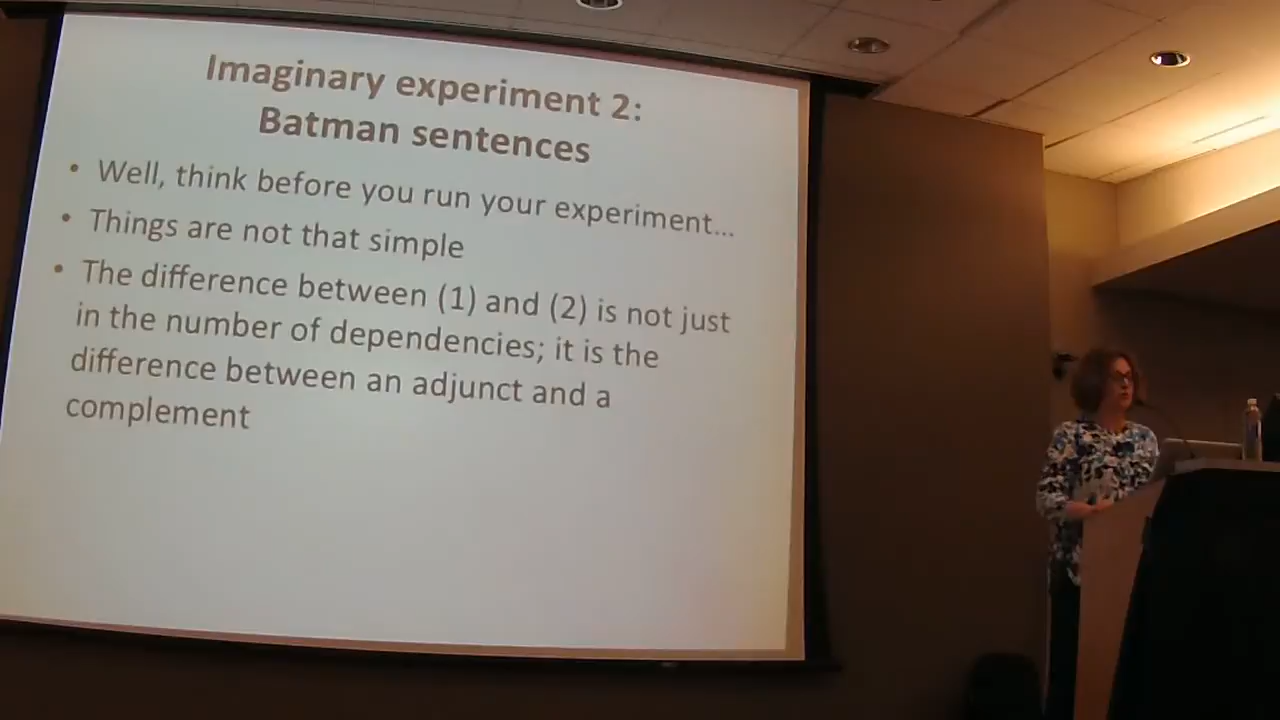 Imaginary experiment 2:
Batman sentences
• Well, think before you run your experiment...
• Things are not that simple
• The difference between (1) and (2) is not just
in the number of dependencies; it is the
difference between an adjunct and a
complement